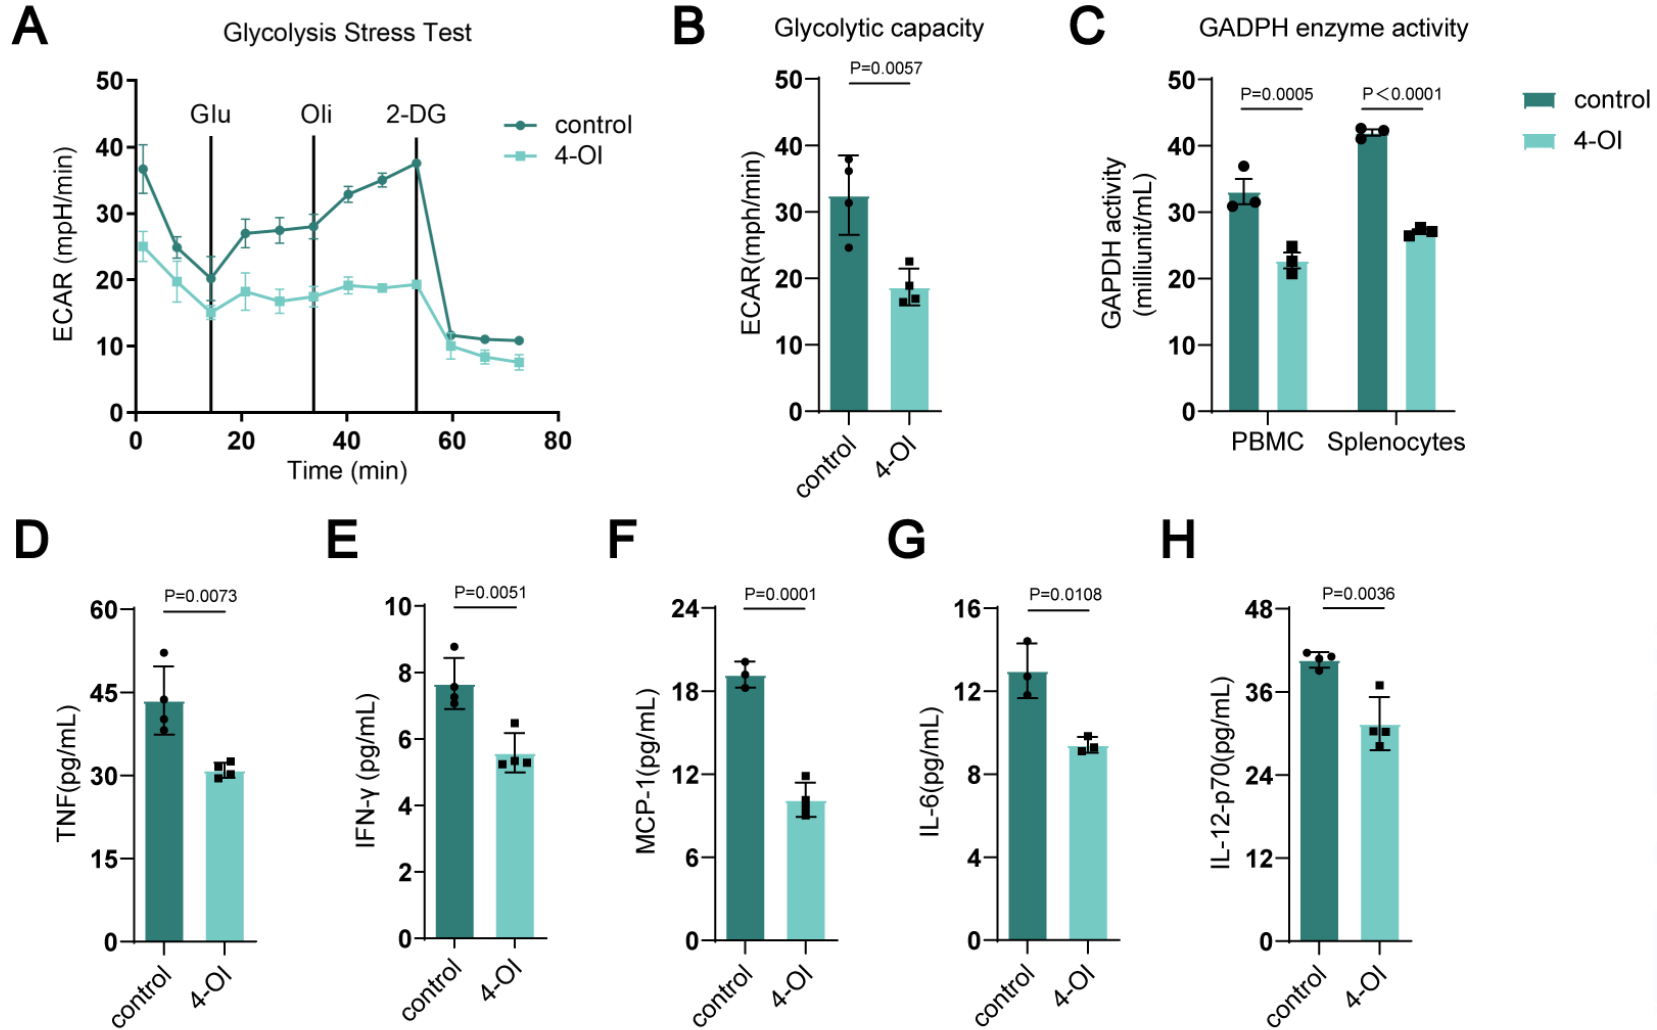 A
Glycolysis Stress Test
50
40
30
20
10
0
ECAR (mpH/min)
Glu
Oli
2-DG
control
4-OI
0
20
40
60
80
Time (min)
B
Glycolytic capacity
P=0.0057
50
40
30
20
10
0
ECAR(mph/min)
control
4-OI
C
GADPH enzyme activity
P=0.0005
P<0.0001
50
40
30
20
10
0
GAPDH activity
(milliunit/mL)
PBMC
Splenocytes
control
4-OI
D
P=0.0073
60
45
30
15
0
TNF(pg/mL)
control
4-OI
E
P=0.0051
10
8
6
4
2
0
IFN-γ (pg/mL)
control
4-OI
F
P=0.0001
24
18
12
6
0
MCP-1(pg/mL)
control
4-OI
G
P=0.0108
16
12
8
4
0
IL-6(pg/mL)
control
4-OI
H
P=0.0036
48
36
24
12
0
IL-12-p70(pg/mL)
control
4-OI